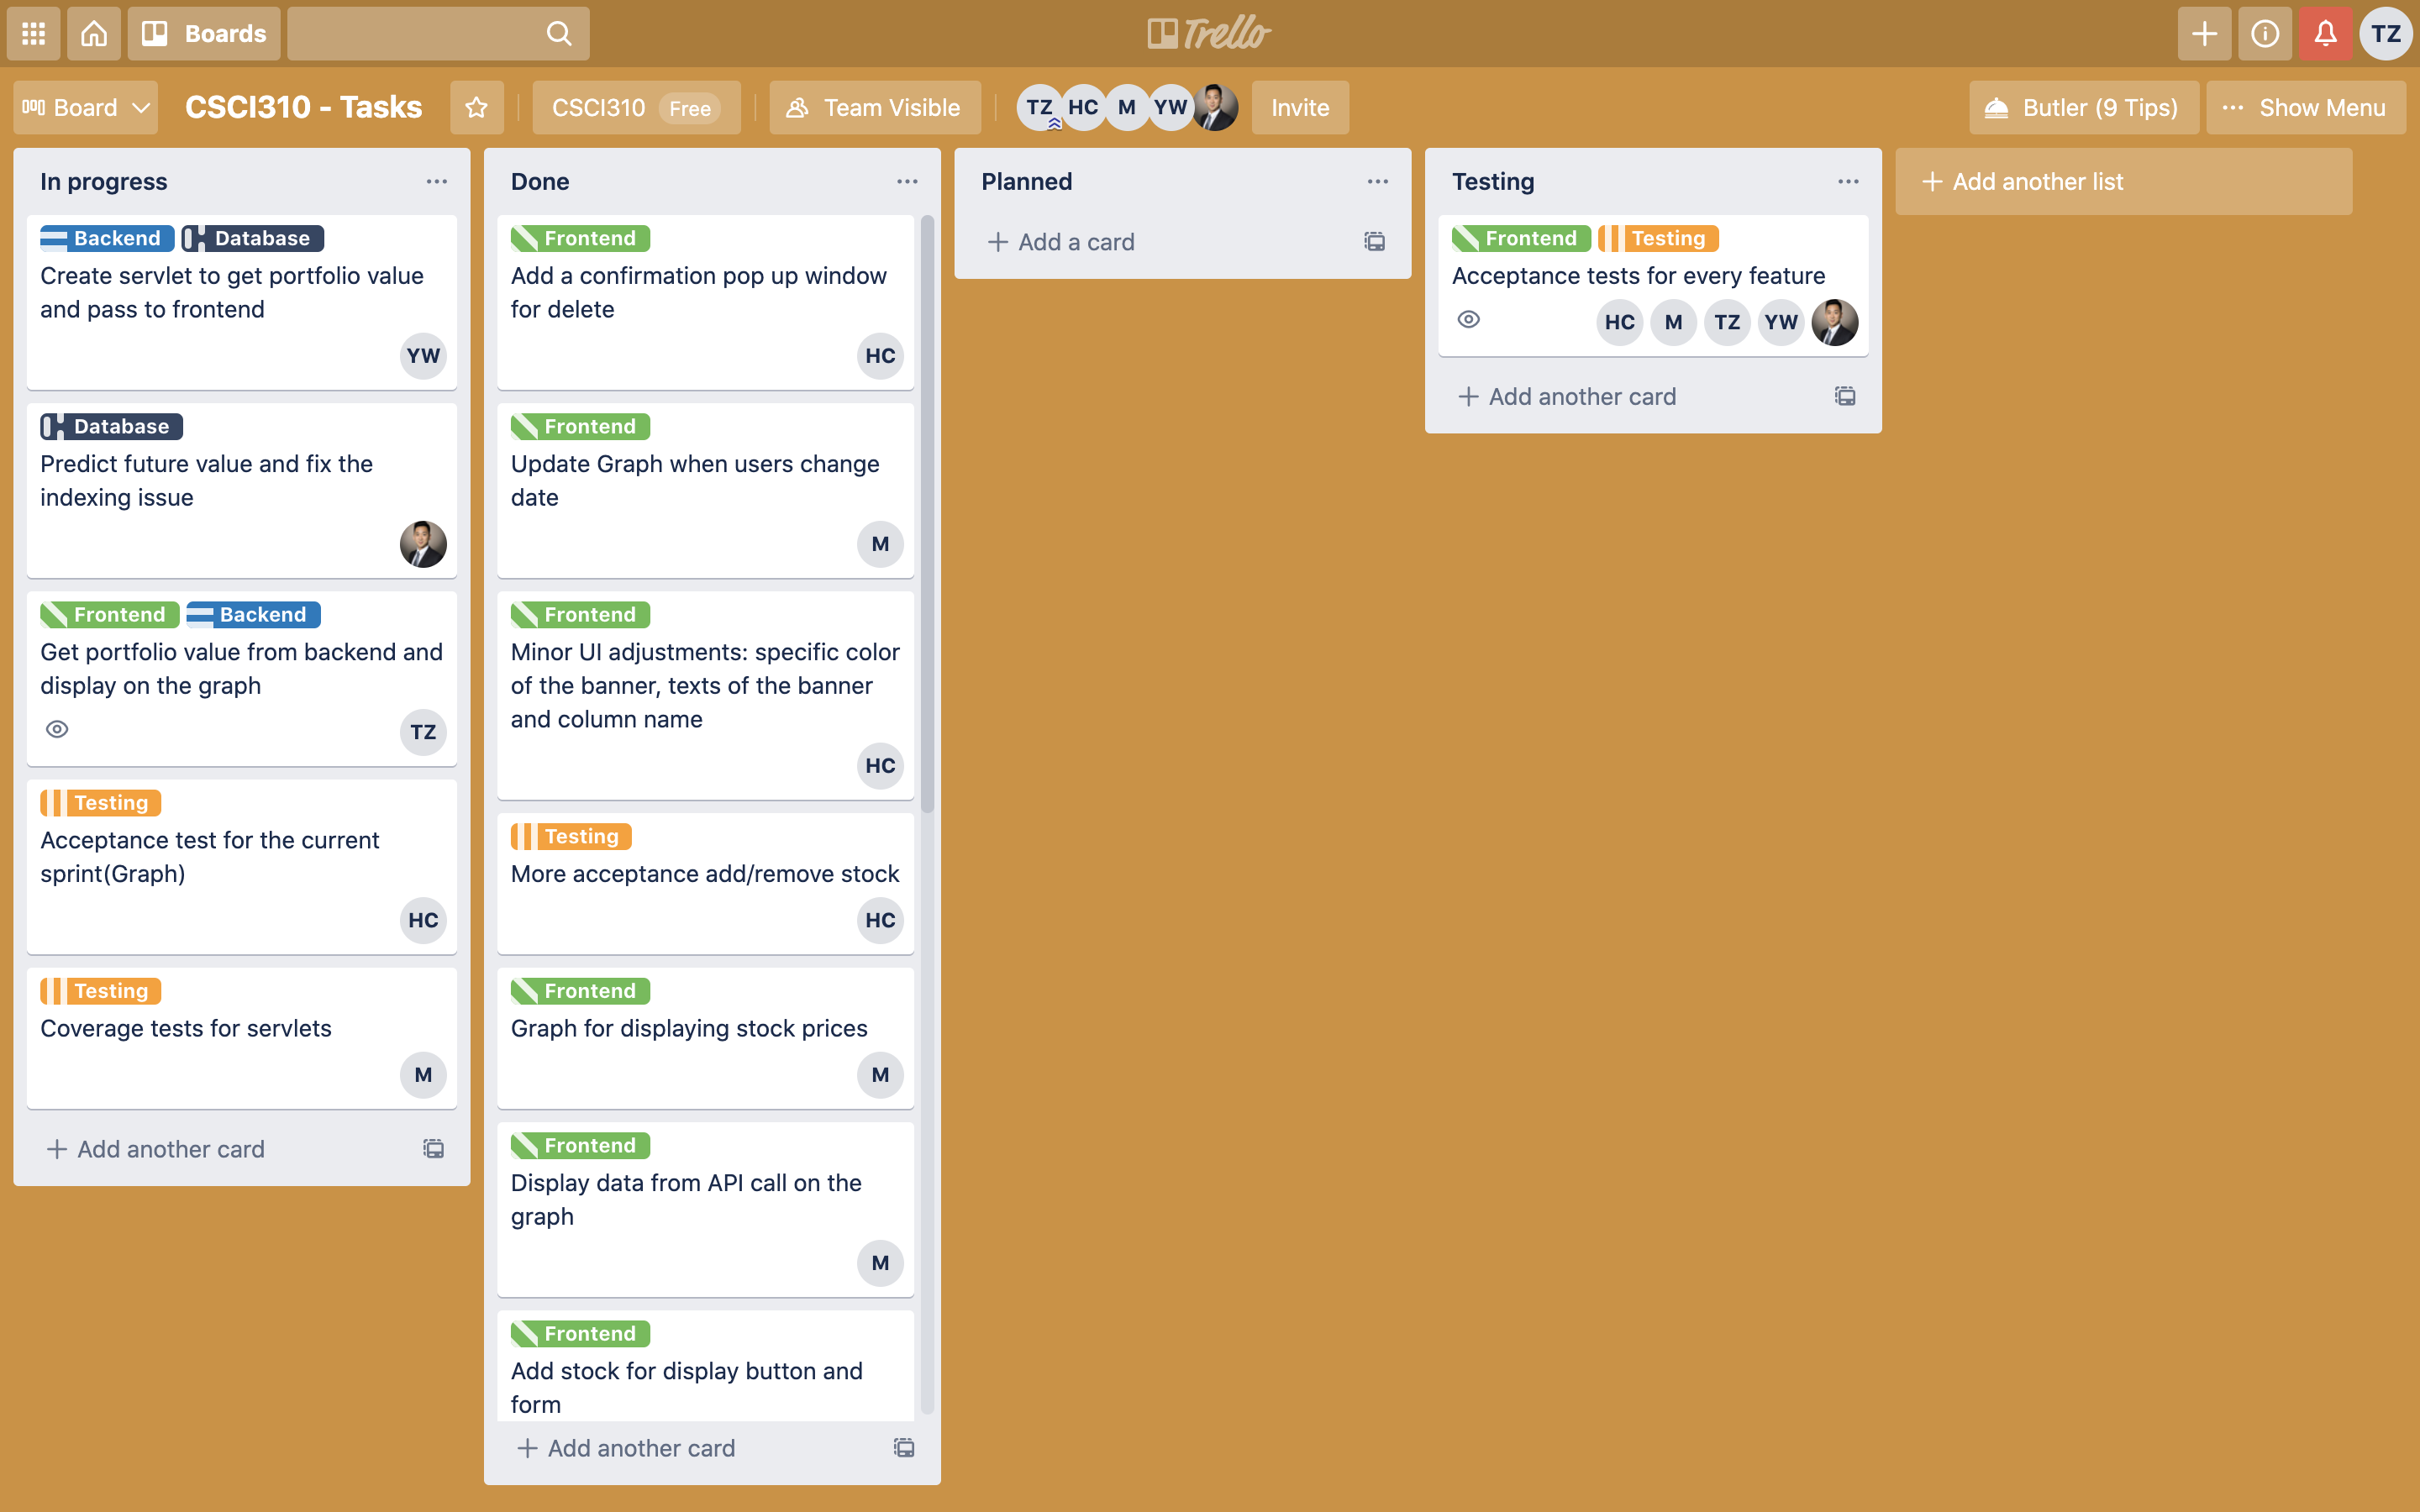 Boards
Trello
TZ
Board
CSCI310 - Tasks
CSCI310 Free
Team Visible
TZ HC M YW
Invite
Butler (9 Tips)
Show Menu
In progress
Backend Database
Create servlet to get portfolio value
and pass to frontend
YW
Database
Predict future value and fix the
indexing issue
Frontend Backend
Get portfolio value from backend and
display on the graph
TZ
Testing
Acceptance test for the current
sprint(Graph)
HC
Testing
Coverage tests for servlets
M
Add another card
Done
Frontend
Add a confirmation pop up window
for delete
HC
Frontend
Update Graph when users change
date
M
Frontend
Minor UI adjustments: specific color
of the banner, texts of the banner
and column name
HC
Testing
More acceptance add/remove stock
HC
Frontend
Graph for displaying stock prices
M
Frontend
Display data from API call on the
graph
M
Frontend
Add stock for display button and
form
Add another card
Planned
Add a card
Testing
Frontend Testing
Acceptance tests for every feature
HC M TZ YW
Add another card
Add another list